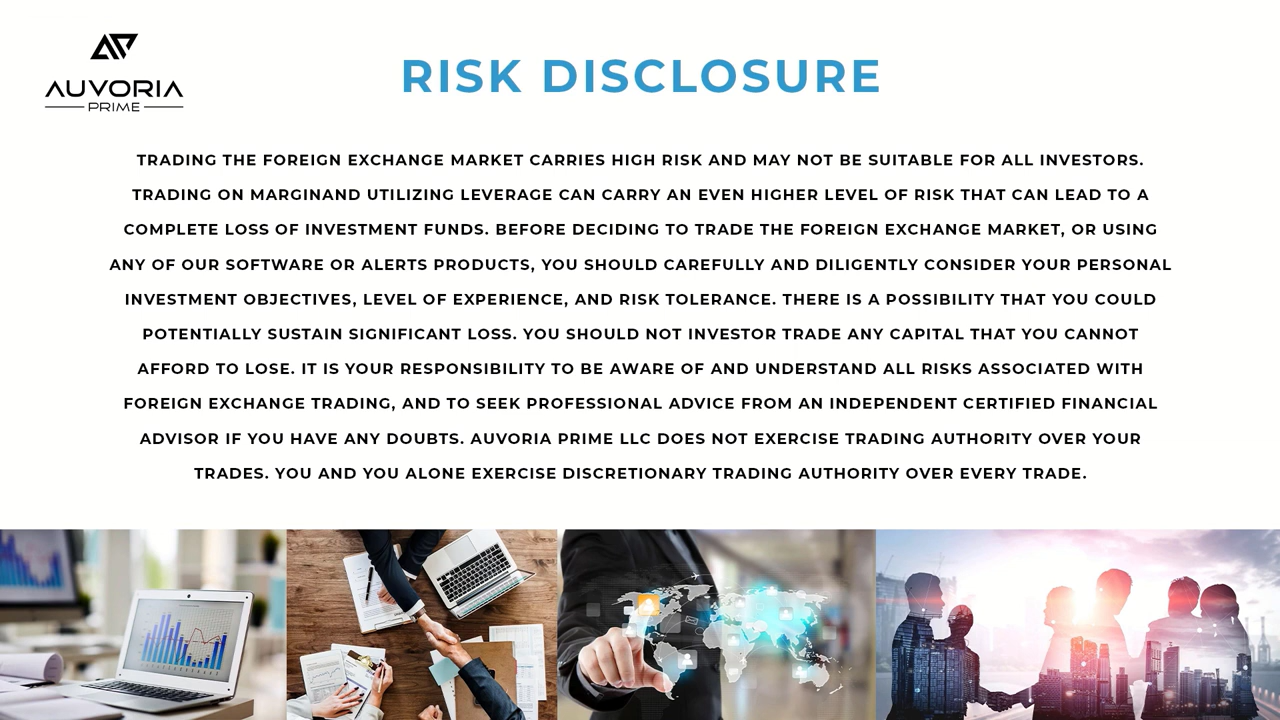 AUVORIA
PRIME
RISK DISCLOSURE
TRADING THE FOREIGN EXCHANGE MARKET CARRIES HIGH RISK AND MAY NOT BE SUITABLE FOR ALL INVESTORS.
TRADING ON MARGINAND UTILIZING LEVERAGE CAN CARRY AN EVEN HIGHER LEVEL OF RISK THAT CAN LEAD TO A
COMPLETE LOSS OF INVESTMENT FUNDS. BEFORE DECIDING TO TRADE THE FOREIGN EXCHANGE MARKET, OR USING
ANY OF OUR SOFTWARE OR ALERTS PRODUCTS, YOU SHOULD CAREFULLY AND DILIGENTLY CONSIDER YOUR PERSONAL
INVESTMENT OBJECTIVES, LEVEL OF EXPERIENCE, AND RISK TOLERANCE. THERE IS A POSSIBILITY THAT YOU COULD
POTENTIALLY SUSTAIN SIGNIFICANT LOSS. YOU SHOULD NOT INVESTOR TRADE ANY CAPITAL THAT YOU CANNOT
AFFORD TO LOSE. IT IS YOUR RESPONSIBILITY TO BE AWARE OF AND UNDERSTAND ALL RISKS ASSOCIATED WITH
FOREIGN EXCHANGE TRADING, AND TO SEEK PROFESSIONAL ADVICE FROM AN INDEPENDENT CERTIFIED FINANCIAL
ADVISOR IF YOU HAVE ANY DOUBTS. AUVORIA PRIME LLC DOES NOT EXERCISE TRADING AUTHORITY OVER YOUR
TRADES. YOU AND YOU ALONE EXERCISE DISCRETIONARY TRADING AUTHORITY OVER EVERY TRADE.